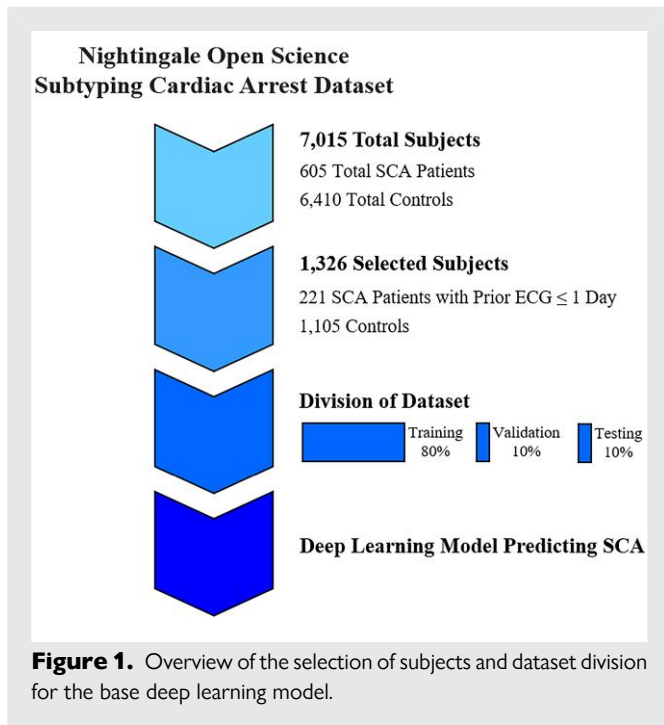 Nightingale Open Science
Subtyping Cardiac Arrest Dataset
7,015 Total Subjects
605 Total SCA Patients
6,410 Total Controls
1,326 Selected Subjects
221 SCA Patients with Prior ECG ≤ 1 Day
1,105 Controls
Division of Dataset
Training
80%
Validation
10%
Testing
10%
Deep Learning Model Predicting SCA
Figure 1. Overview of the selection of subjects and dataset division
for the base deep learning model.